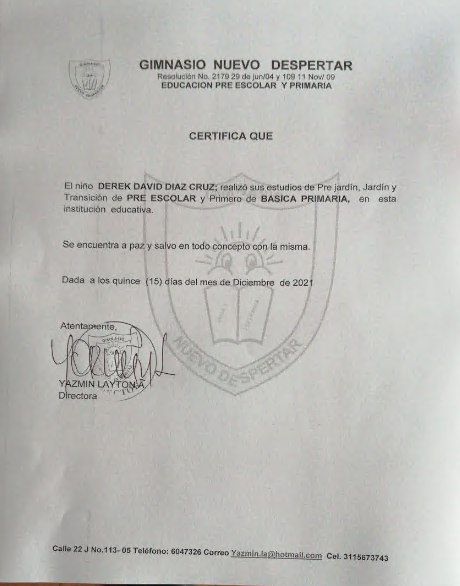 GIMNASIO NUEVO DESPERTAR
Resolución No. 2179 29 de jun/04 y 109 11 Nov/ 09
EDUCACION PRE ESCOLAR Y PRIMARIA
CERTIFICA QUE
El niño DEREK DAVID DIAZ CRUZ; realizó sus estudios de Pre jardín, Jardín y
Transición de PRE ESCOLAR y Primero de BASICA PRIMARIA, en esta
institución educativa.
Se encuentra a paz y salvo en todo concepto con la misma.
Dada a los quince (15) días del mes de Diciembre de 2021
NUEVO DESPERTAR
Atentamente,
YAZMIN LAYTON A
Directora
Calle 22 J No.113- 05 Teléfono: 6047326 Correo Yazmin.la@hotmail.com Cel. 3115673743